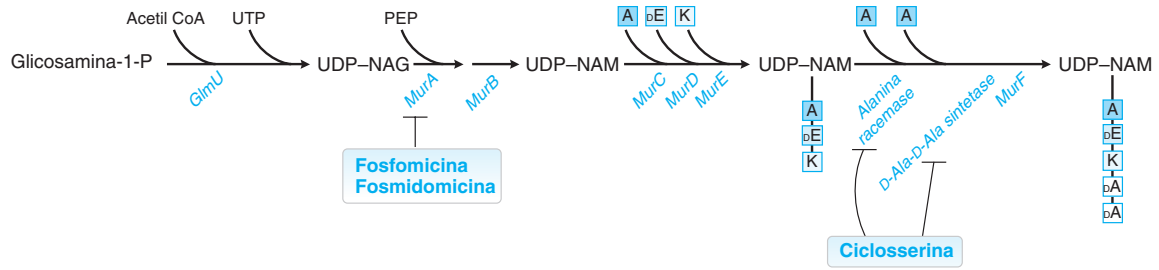 Acetil CoA UTP PEP A DE K A A
Glicosamina-1-P UDP–NAG UDP–NAM UDP–NAM UDP–NAM
GlmU MurA MurB MurC MurD MurE Alanina racemase D-Ala-D-Ala sintetase MurF
A
DE
K
A
DE
K
DA
DA
Fosfomicina
Fosmidomicina
Ciclosserina